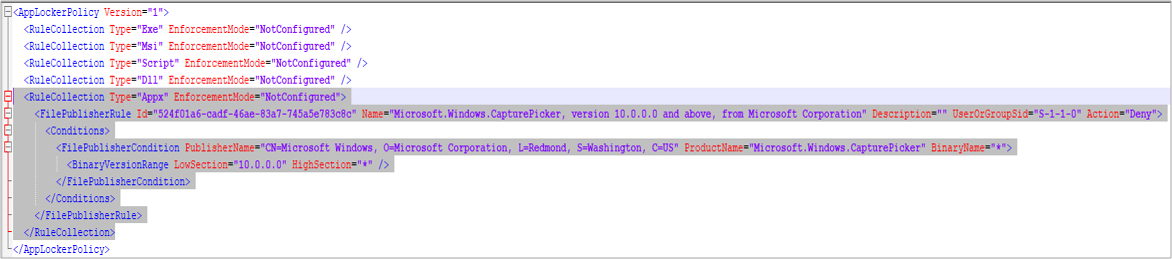 <AppLockerPolicy Version="1">
<RuleCollection Type="Exe" EnforcementMode="NotConfigured" />
<RuleCollection Type="Msi" EnforcementMode="NotConfigured" />
<RuleCollection Type="Script" EnforcementMode="NotConfigured" />
<RuleCollection Type="Dll" EnforcementMode="NotConfigured" />
<RuleCollection Type="Appx" EnforcementMode="NotConfigured">
<FilePublisherRule Id="524f01a6-cadf-46ae-83a7-745a5e783c8c" Name="Microsoft.Windows.CapturePicker, version 10.0.0.0 and above, from Microsoft Corporation" Description="" UserOrGroupSid="S-1-1-0" Action="Deny">
<Conditions>
<FilePublisherCondition PublisherName="CN=Microsoft Windows, O=Microsoft Corporation, L=Redmond, S=Washington, C=US" ProductName="Microsoft.Windows.CapturePicker" BinaryName="*">
<BinaryVersionRange LowSection="10.0.0.0" HighSection="*" />
</FilePublisherCondition>
</Conditions>
</FilePublisherRule>
</RuleCollection>
</AppLockerPolicy>